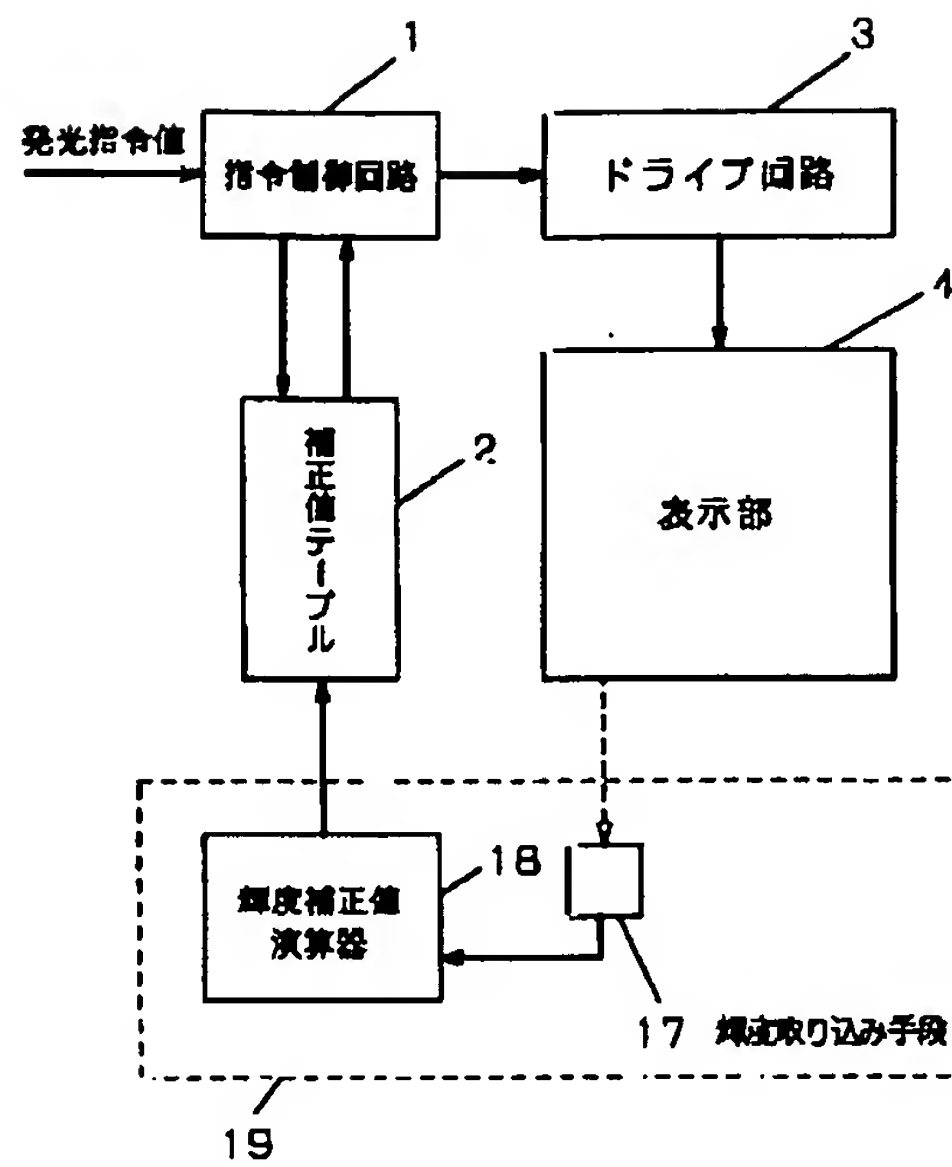 1
3
発光指令値
指令制御回路
ドライブ回路
4
補正値テーブル
2
表示部
18
輝度補正値
演算器
17 輝度取り込み手段
19